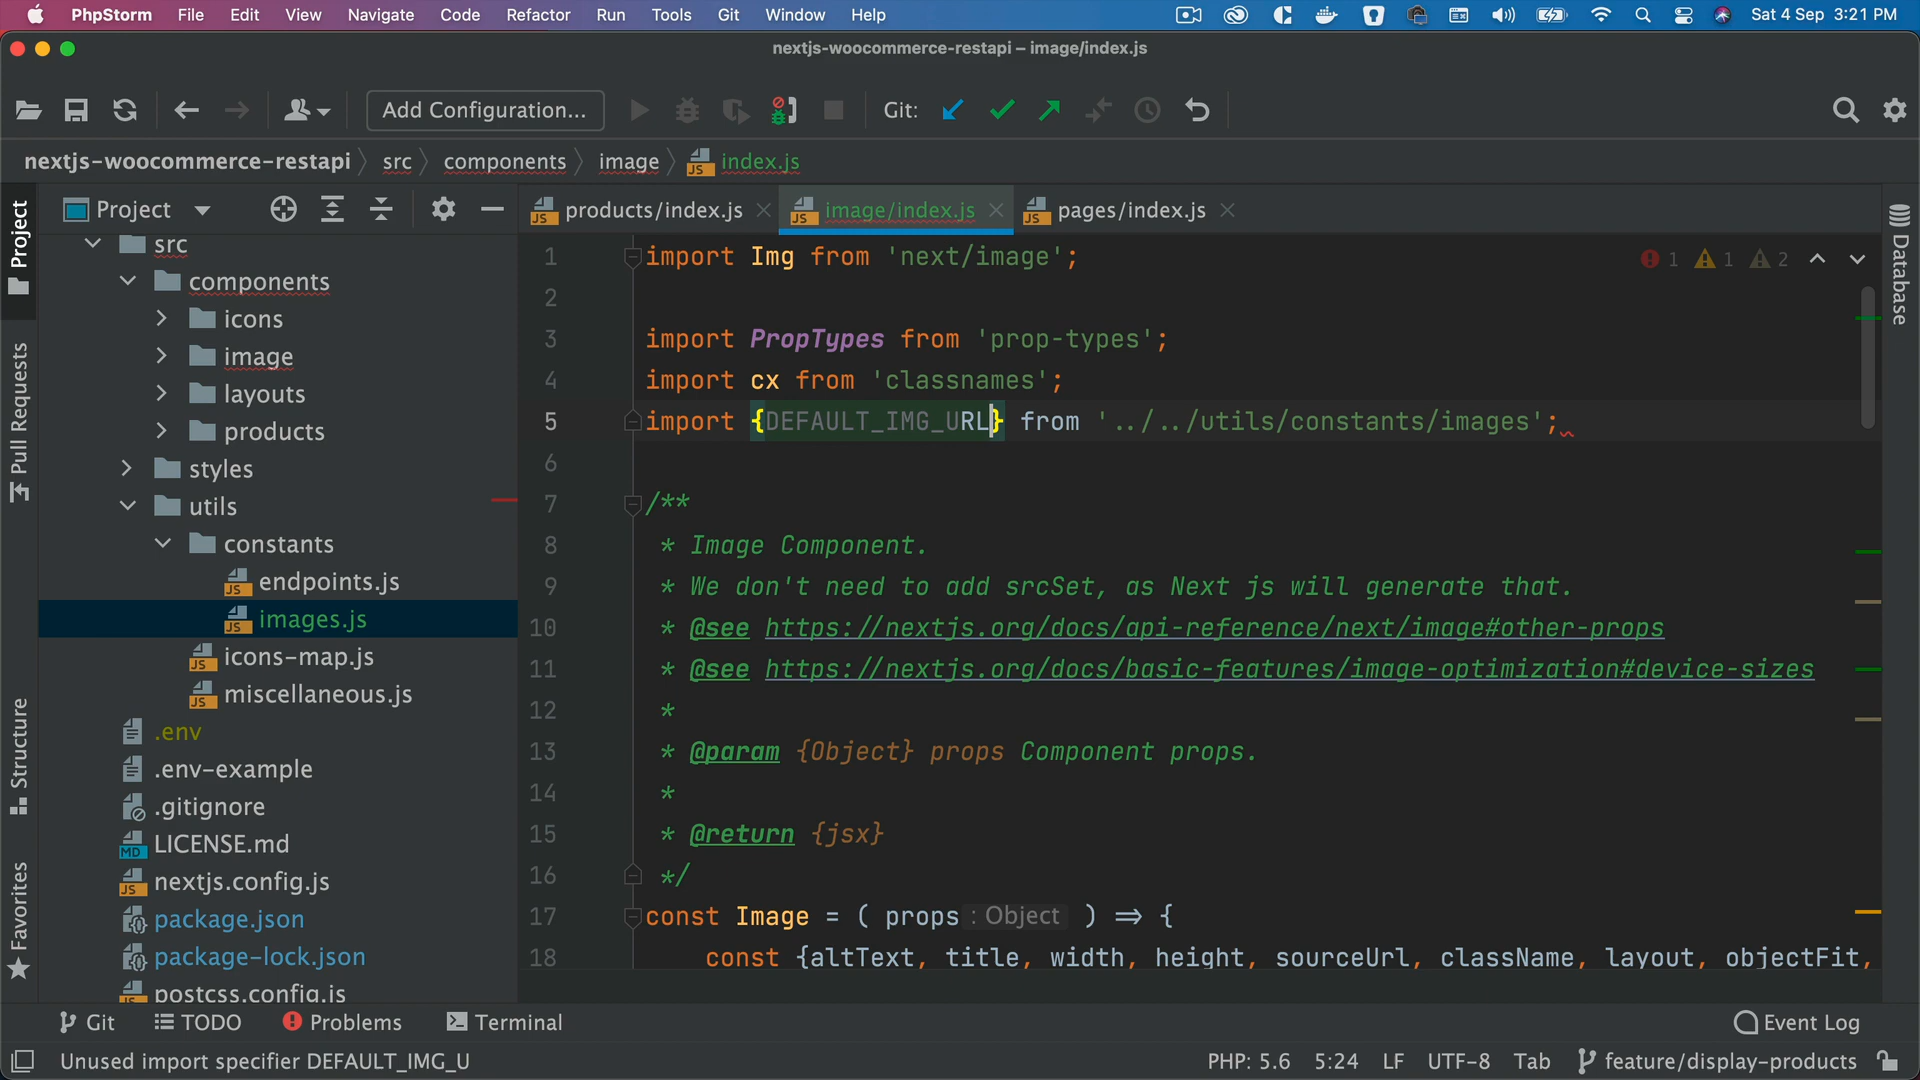 PhpStorm File Edit View Navigate Code Refactor Run Tools Git Window Help Sat 4 Sep 3:21 PM
nextjs-woocommerce-restapi – image/index.js
Add Configuration... Git:
nextjs-woocommerce-restapi src components image index.js
Project
products/index.js image/index.js pages/index.js
src
components
icons
image
layouts
products
styles
utils
constants
endpoints.js
images.js
icons-map.js
miscellaneous.js
.env
.env-example
.gitignore
LICENSE.md
nextjs.config.js
package.json
package-lock.json
postcss.config.js
1 import Img from 'next/image'; 1 1 2
2
3 import PropTypes from 'prop-types';
4 import cx from 'classnames';
5 import {DEFAULT_IMG_URL} from '../../utils/constants/images';
6
7 /**
8 * Image Component.
9 * We don't need to add srcSet, as Next js will generate that.
10 * @see https://nextjs.org/docs/api-reference/next/image#other-props
11 * @see https://nextjs.org/docs/basic-features/image-optimization#device-sizes
12 *
13 * @param {Object} props Component props.
14 *
15 * @return {jsx}
16 */
17 const Image = ( props : Object ) => {
18 const {altText, title, width, height, sourceUrl, className, layout, objectFit,
Project
Pull Requests
Structure
Favorites
Database
Git TODO Problems Terminal Event Log
Unused import specifier DEFAULT_IMG_U PHP: 5.6 5:24 LF UTF-8 Tab feature/display-products